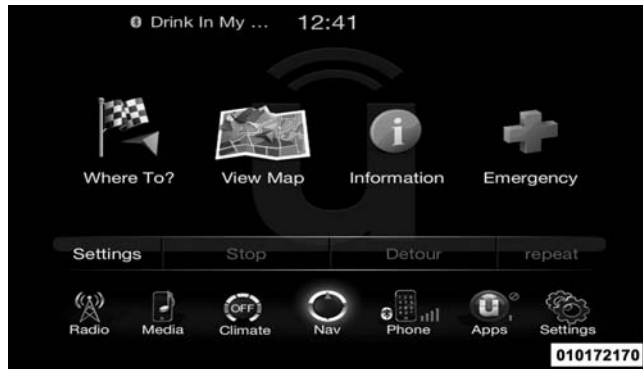 Drink In My ... 12:41
Where To? View Map Information Emergency
Settings Stop Detour repeat
OFF
Radio Media Climate Nav Phone Apps Settings
010172170